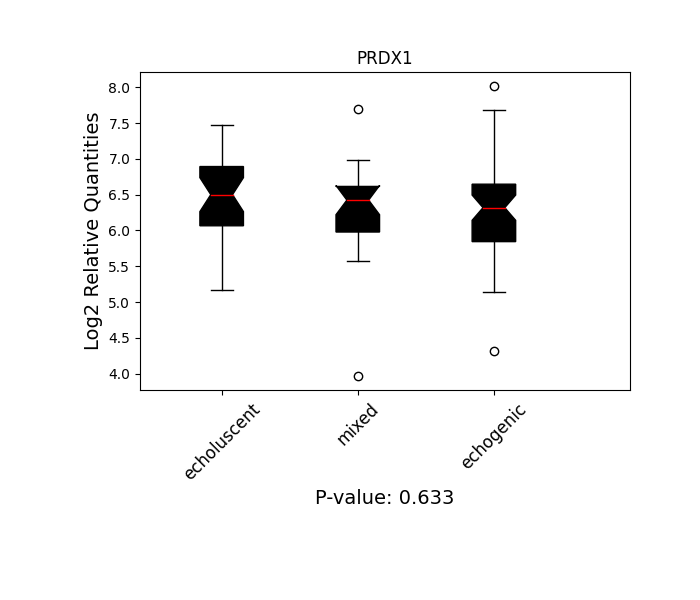 PRDX1
Log2 Relative Quantities
8.0
7.5
7.0
6.5
6.0
5.5
5.0
4.5
4.0
echoluscent
mixed
echogenic
P-value: 0.633